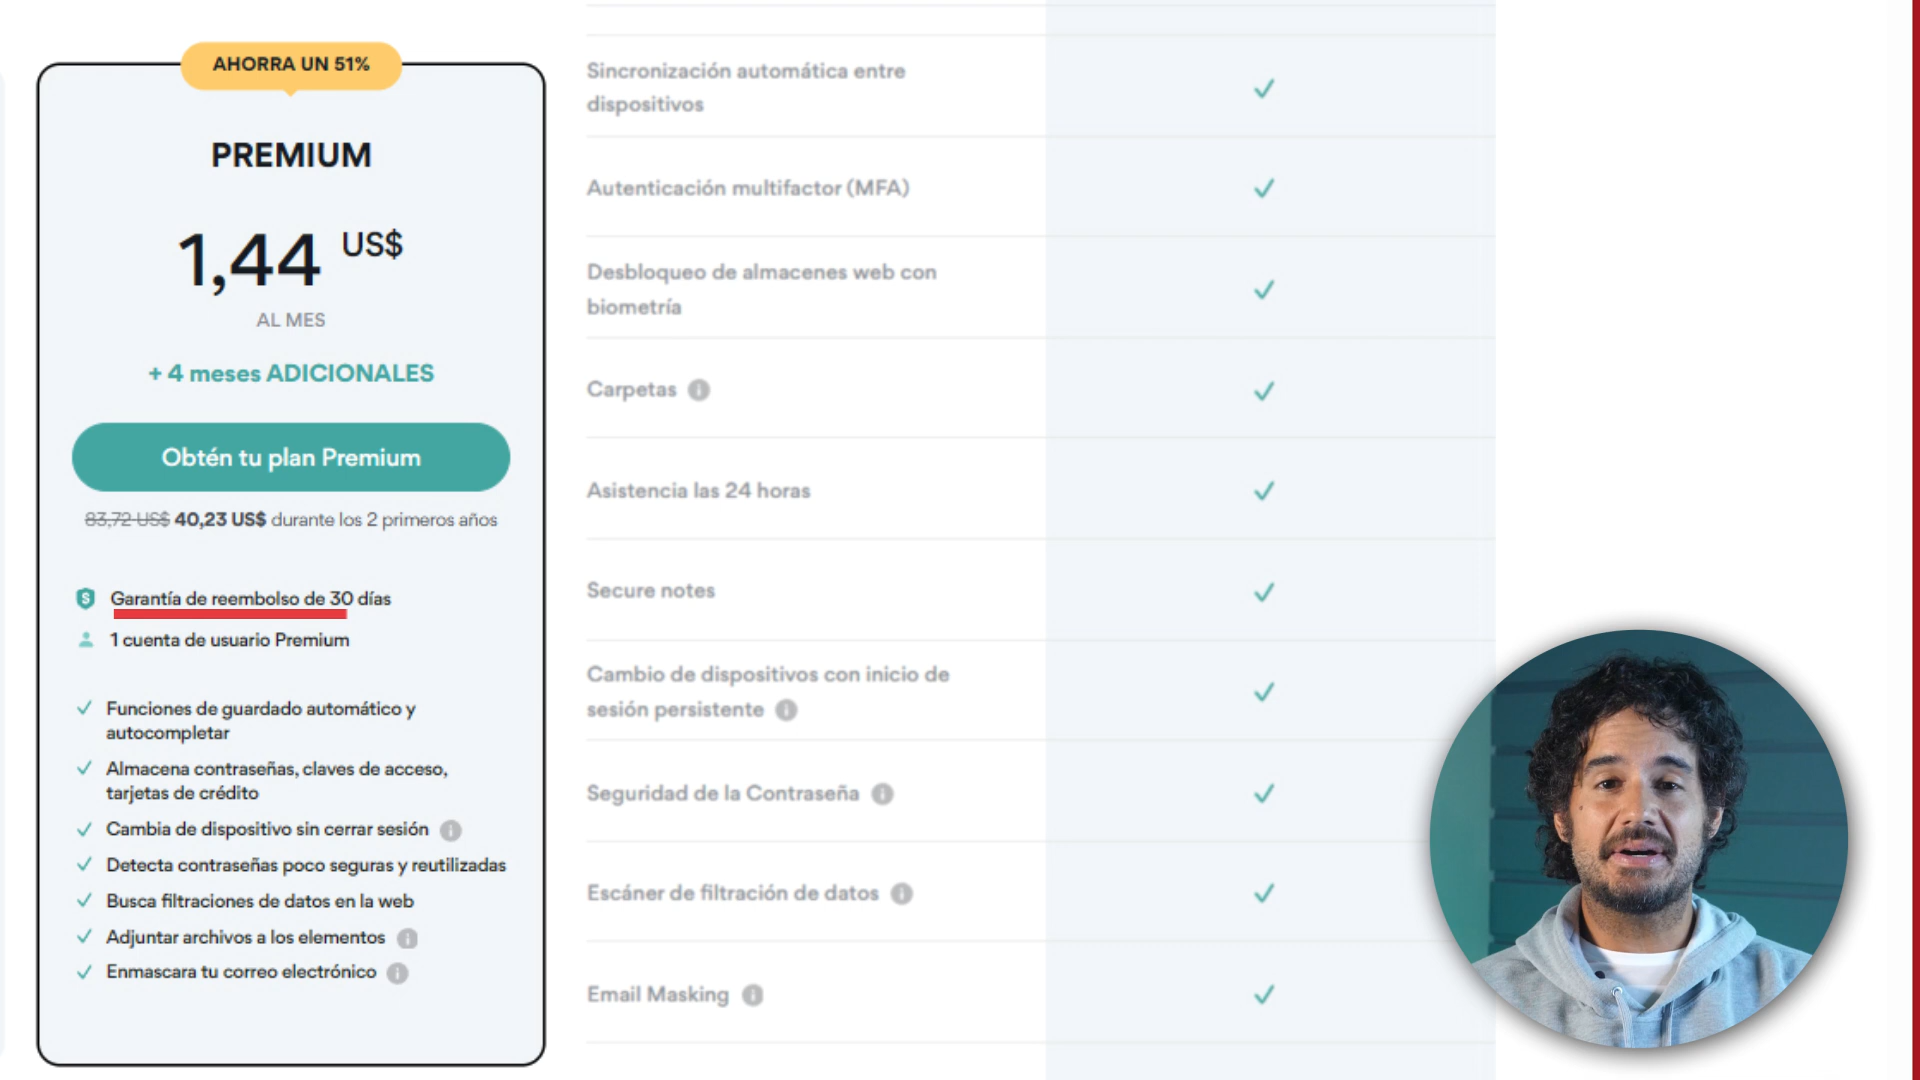 AHORRA UN 51%
PREMIUM
1,44 US$
AL MES
+ 4 meses ADICIONALES
Obtén tu plan Premium
83,72 US$ 40,23 US$ durante los 2 primeros años
Garantía de reembolso de 30 días
1 cuenta de usuario Premium
Funciones de guardado automático y
autocompletar
Almacena contraseñas, claves de acceso,
tarjetas de crédito
Cambia de dispositivo sin cerrar sesión
Detecta contraseñas poco seguras y reutilizadas
Busca filtraciones de datos en la web
Adjuntar archivos a los elementos
Enmascara tu correo electrónico
Sincronización automática entre
dispositivos
Autenticación multifactor (MFA)
Desbloqueo de almacenes web con
biometría
Carpetas
Asistencia las 24 horas
Secure notes
Cambio de dispositivos con inicio de
sesión persistente
Seguridad de la Contraseña
Escáner de filtración de datos
Email Masking